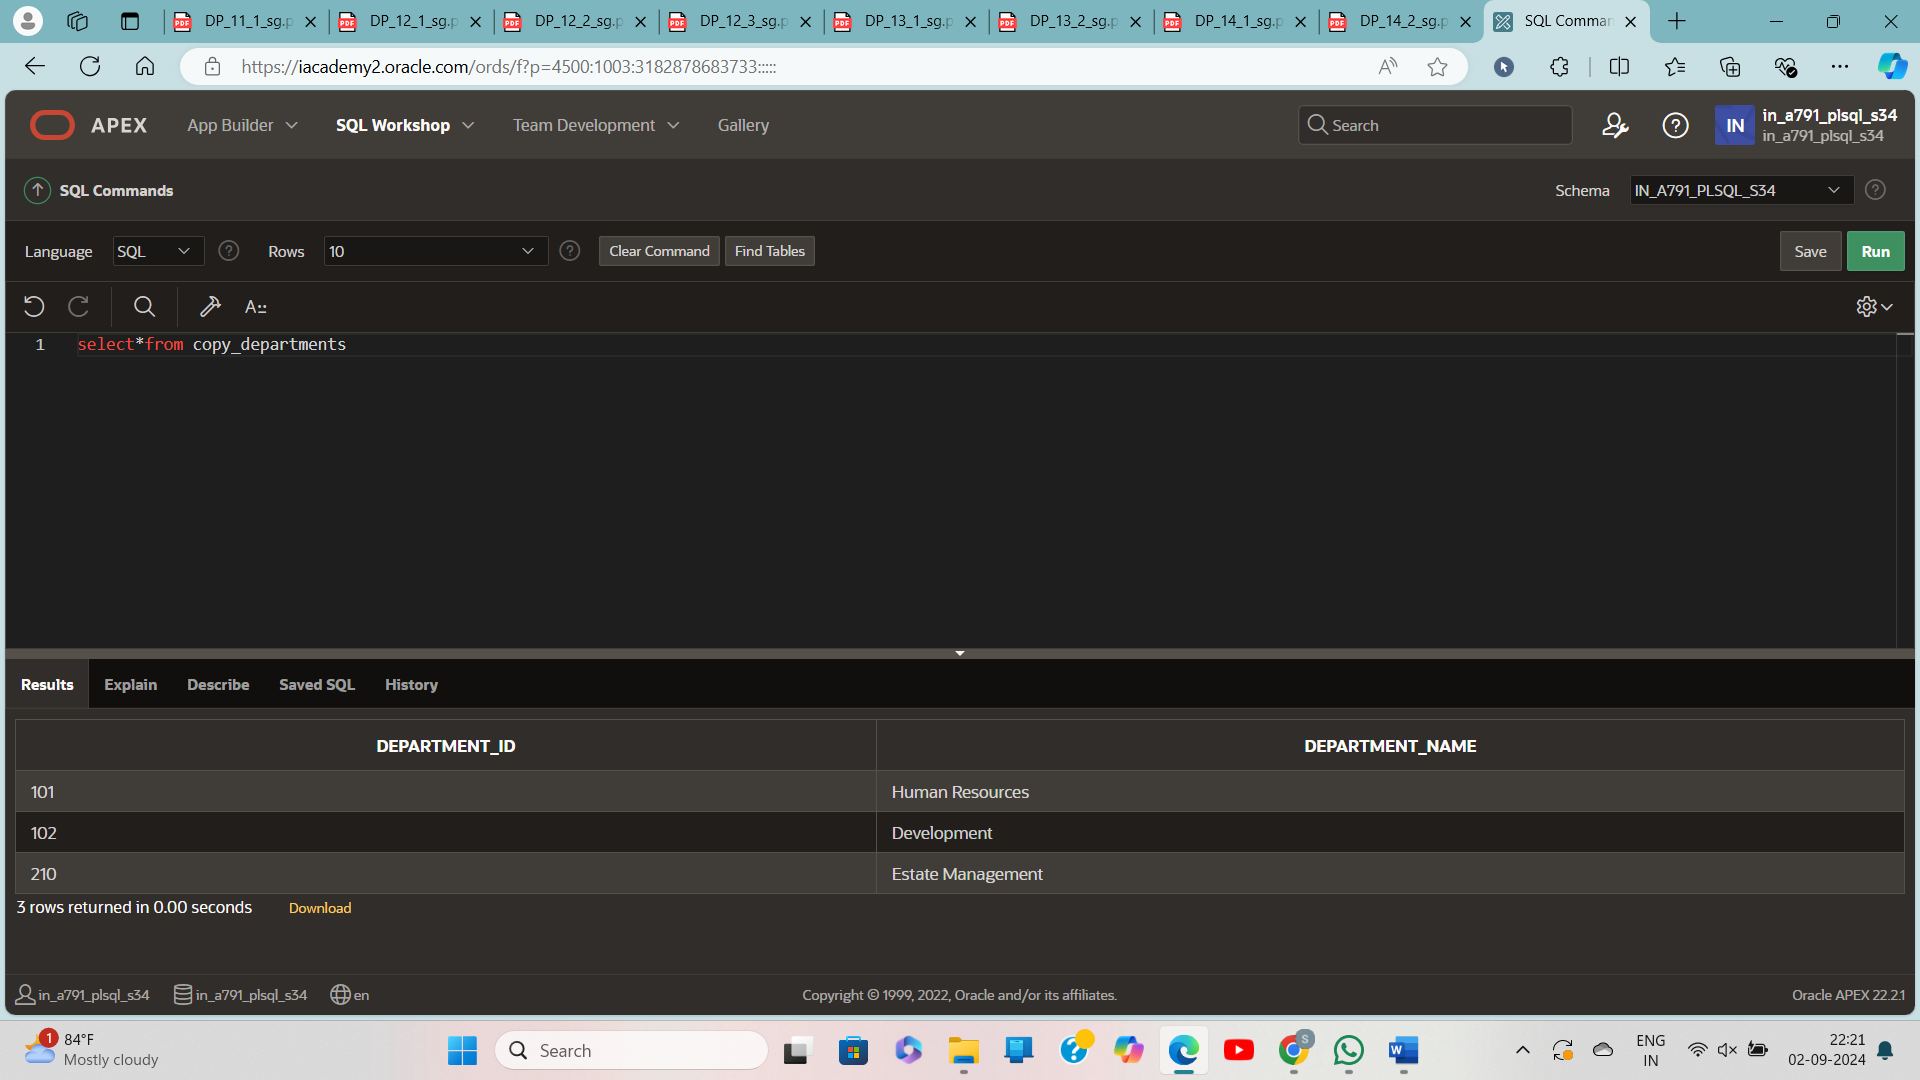 DP_11_1_sg.p
DP_12_1_sg.p
DP_12_2_sg.p
DP_12_3_sg.p
DP_13_1_sg.p
DP_13_2_sg.p
DP_14_1_sg.p
DP_14_2_sg.p
SQL Comman
https://iacademy2.oracle.com/ords/f?p=4500:1003:3182878683733:::::
APEX
App Builder
SQL Workshop
Team Development
Gallery
Search
IN
in_a791_plsql_s34
in_a791_plsql_s34
SQL Commands
Schema
IN_A791_PLSQL_S34
Language
SQL
Rows
10
Clear Command
Find Tables
Save
Run
A::
1 select*from copy_departments
Results
Explain
Describe
Saved SQL
History
DEPARTMENT_ID
DEPARTMENT_NAME
101
Human Resources
102
Development
210
Estate Management
3 rows returned in 0.00 seconds
Download
in_a791_plsql_s34
in_a791_plsql_s34
en
Copyright © 1999, 2022, Oracle and/or its affiliates.
Oracle APEX 22.2.1
1
84°F
Mostly cloudy
Search
S
ENG
IN
22:21
02-09-2024